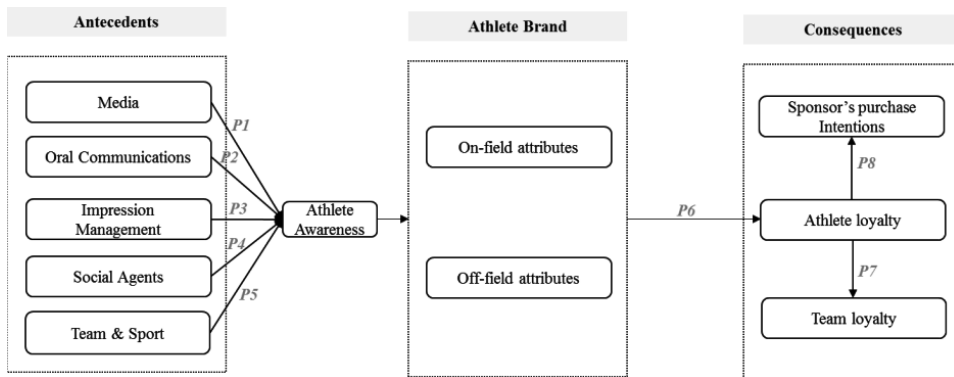 Antecedents
Athlete Brand
Consequences
Media
Oral Communications
Impression
Management
Social Agents
Team & Sport
P1
P2
P3
P4
P5
Athlete
Awareness
On-field attributes
Off-field attributes
P6
Sponsor's purchase
Intentions
P8
Athlete loyalty
P7
Team loyalty